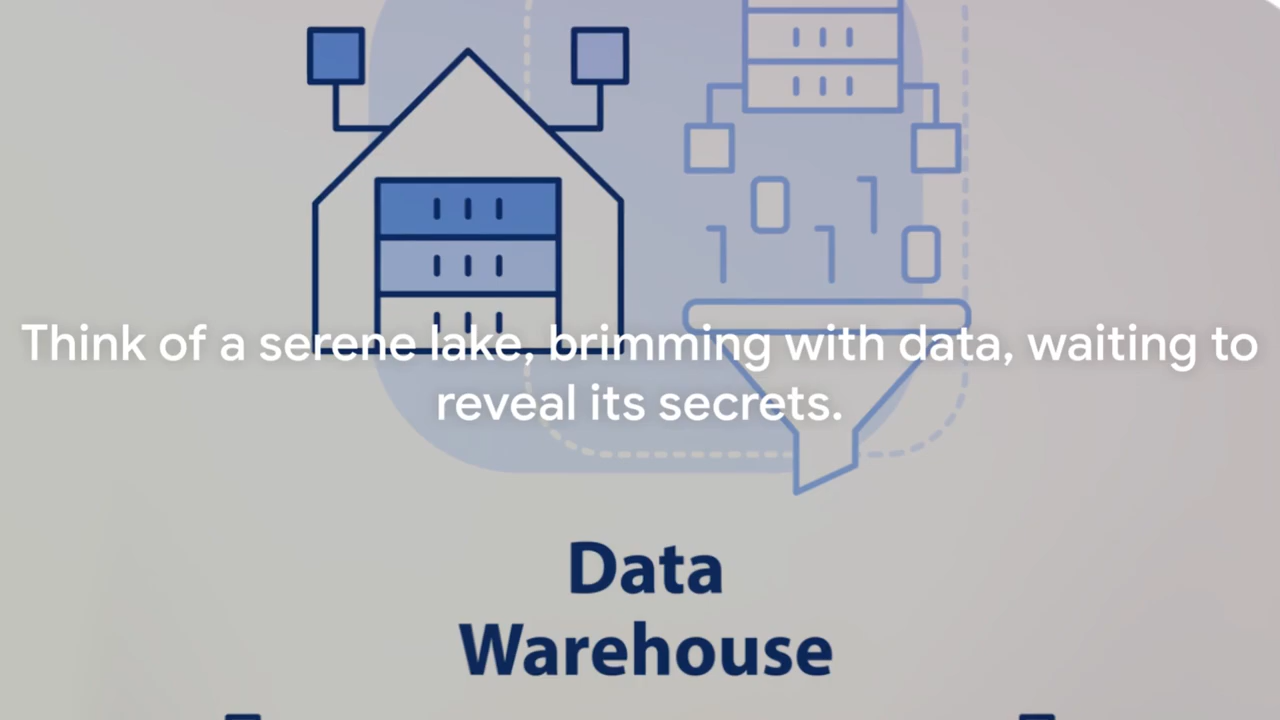 Think of a serene lake, brimming with data, waiting to
reveal its secrets.
Data
Warehouse